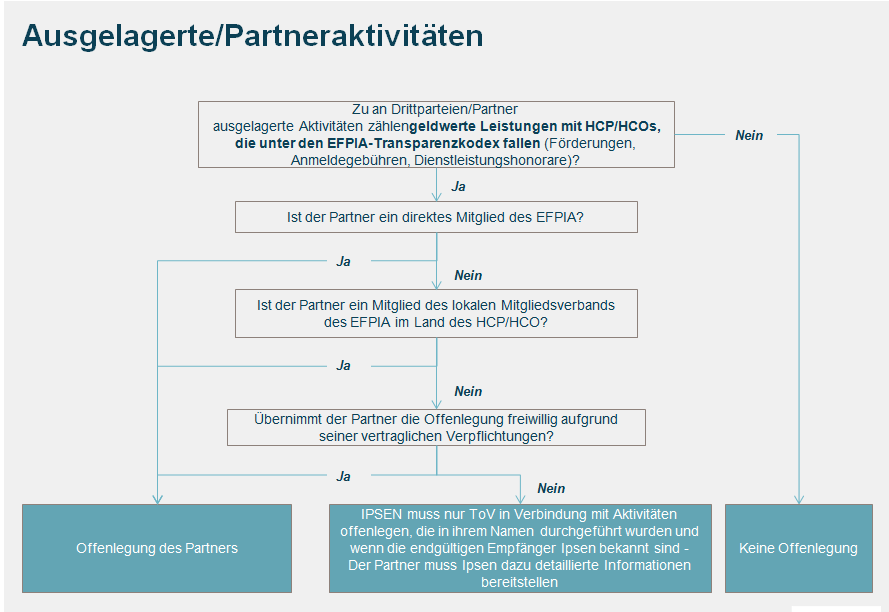 Ausgelagerte/Partneraktivitäten
Zu an Drittparteien/Partner
ausgelagerte Aktivitäten zählengeldwerte Leistungen mit HCP/HCOs,
die unter den EFPIA-Transparenzkodex fallen (Förderungen,
Anmeldegebühren, Dienstleistungshonorare)?
Nein
Ja
Ist der Partner ein direktes Mitglied des EFPIA?
Ja
Nein
Ist der Partner ein Mitglied des lokalen Mitgliedsverbands
des EFPIA im Land des HCP/HCO?
Ja
Nein
Übernimmt der Partner die Offenlegung freiwillig aufgrund
seiner vertraglichen Verpflichtungen?
Ja
Nein
Offenlegung des Partners
IPSEN muss nur ToV in Verbindung mit Aktivitäten
offenlegen, die in ihrem Namen durchgeführt wurden und
wenn die endgültigen Empfänger Ipsen bekannt sind -
Der Partner muss Ipsen dazu detaillierte Informationen
bereitstellen
Keine Offenlegung